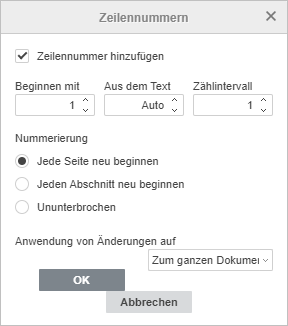 Zeilennummern
Zeilennummer hinzufügen
Beginnen mit Aus dem Text Zählintervall
1 Auto 1
Nummerierung
Jede Seite neu beginnen
Jeden Abschnitt neu beginnen
Ununterbrochen
Anwendung von Änderungen auf
Zum ganzen Dokumen
OK
Abbrechen